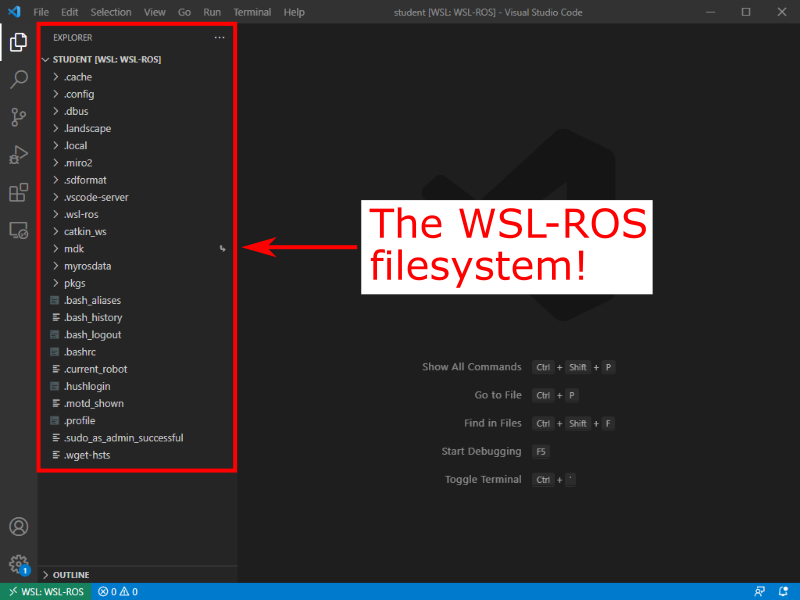 File Edit Selection View Go Run Terminal Help student [WSL: WSL-ROS] - Visual Studio Code
EXPLORER ...
STUDENT [WSL: WSL-ROS]
.cache
.config
.dbus
.landscape
.local
.miro2
.sdformat
.vscode-server
.wsl-ros
catkin_ws
mdk
myrosdata
pkgs
.bash_aliases
.bash_history
.bash_logout
.bashrc
.current_robot
.hushlogin
.motd_shown
.profile
.sudo_as_admin_successful
.wget-hsts
The WSL-ROS
filesystem!
Show All Commands Ctrl + Shift + P
Go to File Ctrl + P
Find in Files Ctrl + Shift + F
Start Debugging F5
Toggle Terminal Ctrl + `
1
OUTLINE
WSL: WSL-ROS 0 0